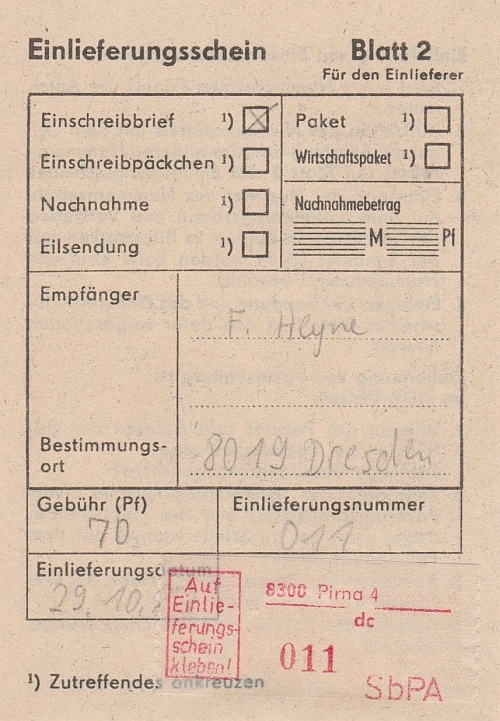 Einlieferungsschein Blatt 2
Für den Einlieferer
Einschreibbrief ¹)
Paket ¹)
Einschreibpäckchen ¹)
Wirtschaftspaket ¹)
Nachnahme ¹)
Nachnahmebetrag
M Pf
Eilsendung ¹)
Empfänger
F. Heyne
Bestimmungs-
ort
8019 Dresden
Gebühr (Pf)
70
Einlieferungsnummer
011
Einlieferungsdatum
29. 10.
Auf
Einlie-
ferungs-
schein
kleben!
8300 Pirna 4
dc
011
SbPA
¹) Zutreffendes ankreuzen